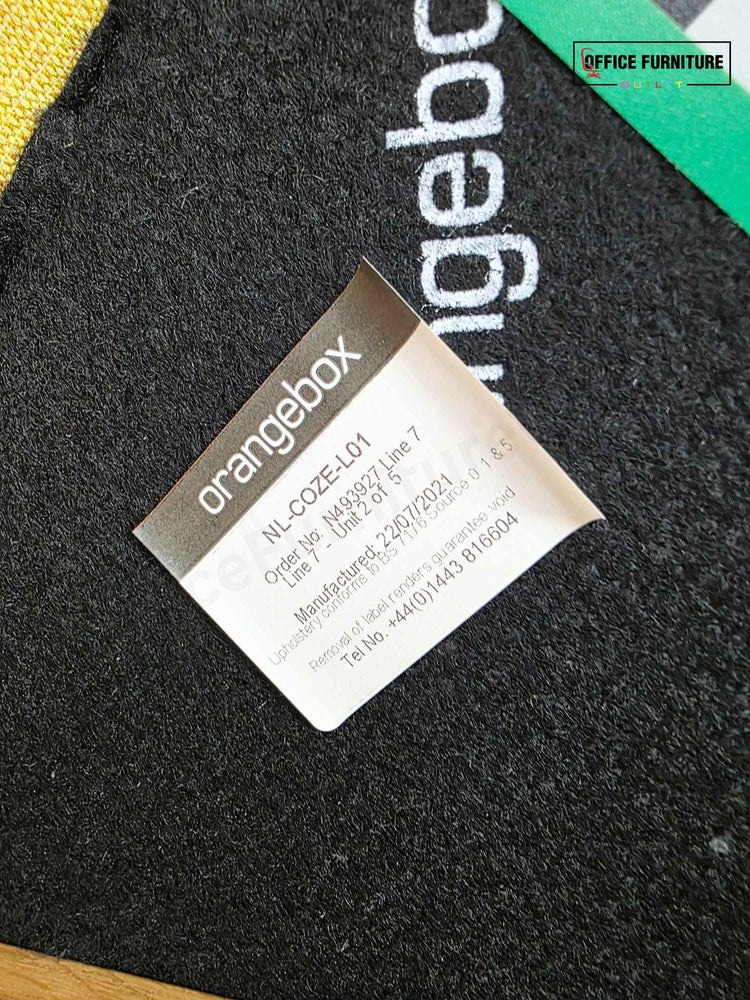 OFFICE FURNITURE
OUTLET
ngebo
orangebox
NL-COZE-L01
Order No: N493927 Line 7
Line 7 - Unit 2 of 5
Manufactured: 22/07/2021
Upholstery conforms to BS 7176 Source 0 1 & 5
Removal of label renders guarantee void
Tel No. +44(0)1443 816604